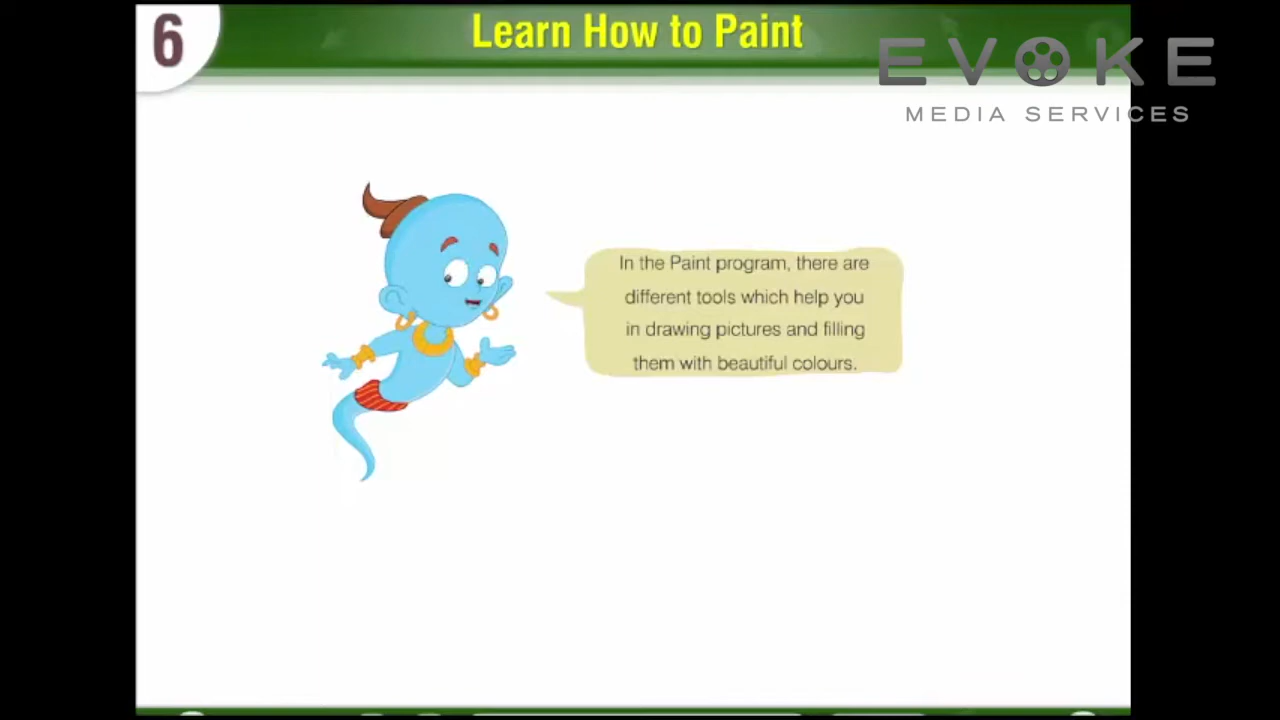 6
Learn How to Paint
EVOKE
MEDIA SERVICES
In the Paint program, there are
different tools which help you
in drawing pictures and filling
them with beautiful colours.